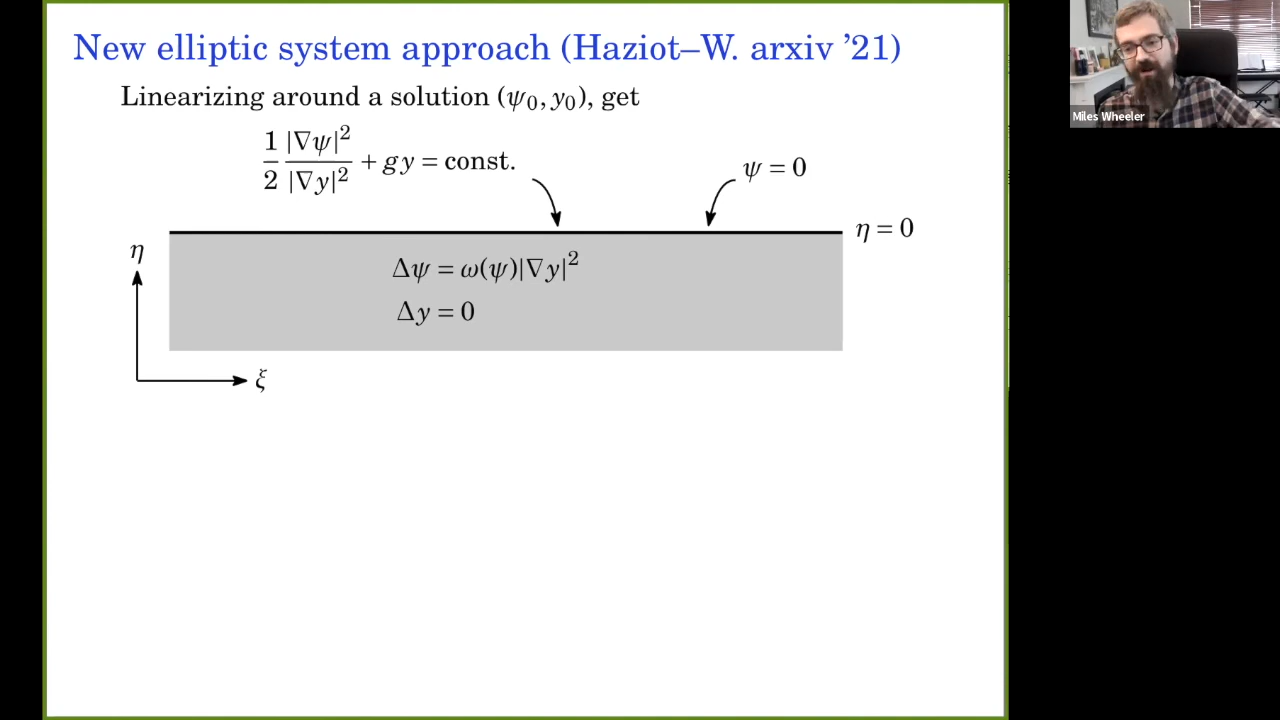 New elliptic system approach (Haziot–W. arxiv ’21)
Linearizing around a solution (ψ₀, y₀), get
1/2 |∇ψ|²/|∇y|² + gy = const.
ψ = 0
η = 0
η
Δψ = ω(ψ)|∇y|²
Δy = 0
ξ
Miles Wheeler